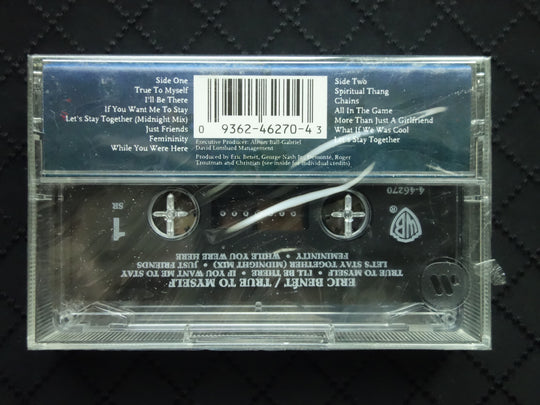 Side One
True To Myself
I'll Be There
If You Want Me To Stay
Let's Stay Together (Midnight Mix)
Just Friends
Femininity
While You Were Here
0 9362-46270-4 3
Executive Producer: Alison Ball-Gabriel
David Lombard Management
Produced by Eric Benét, George Nash Jr., Demonté, Roger
Troutman and Christian (see inside for individual credits)
Side Two
Spiritual Thang
Chains
All In The Game
More Than Just A Girlfriend
What If We Was Cool
Let's Stay Together
ERIC BENÉT / TRUE TO MYSELF
TRUE TO MYSELF • I'LL BE THERE • IF YOU WANT ME TO STAY
LET'S STAY TOGETHER (MIDNIGHT MIX) • JUST FRIENDS
FEMININITY • WHILE YOU WERE HERE
1
SR
4-46270
WB